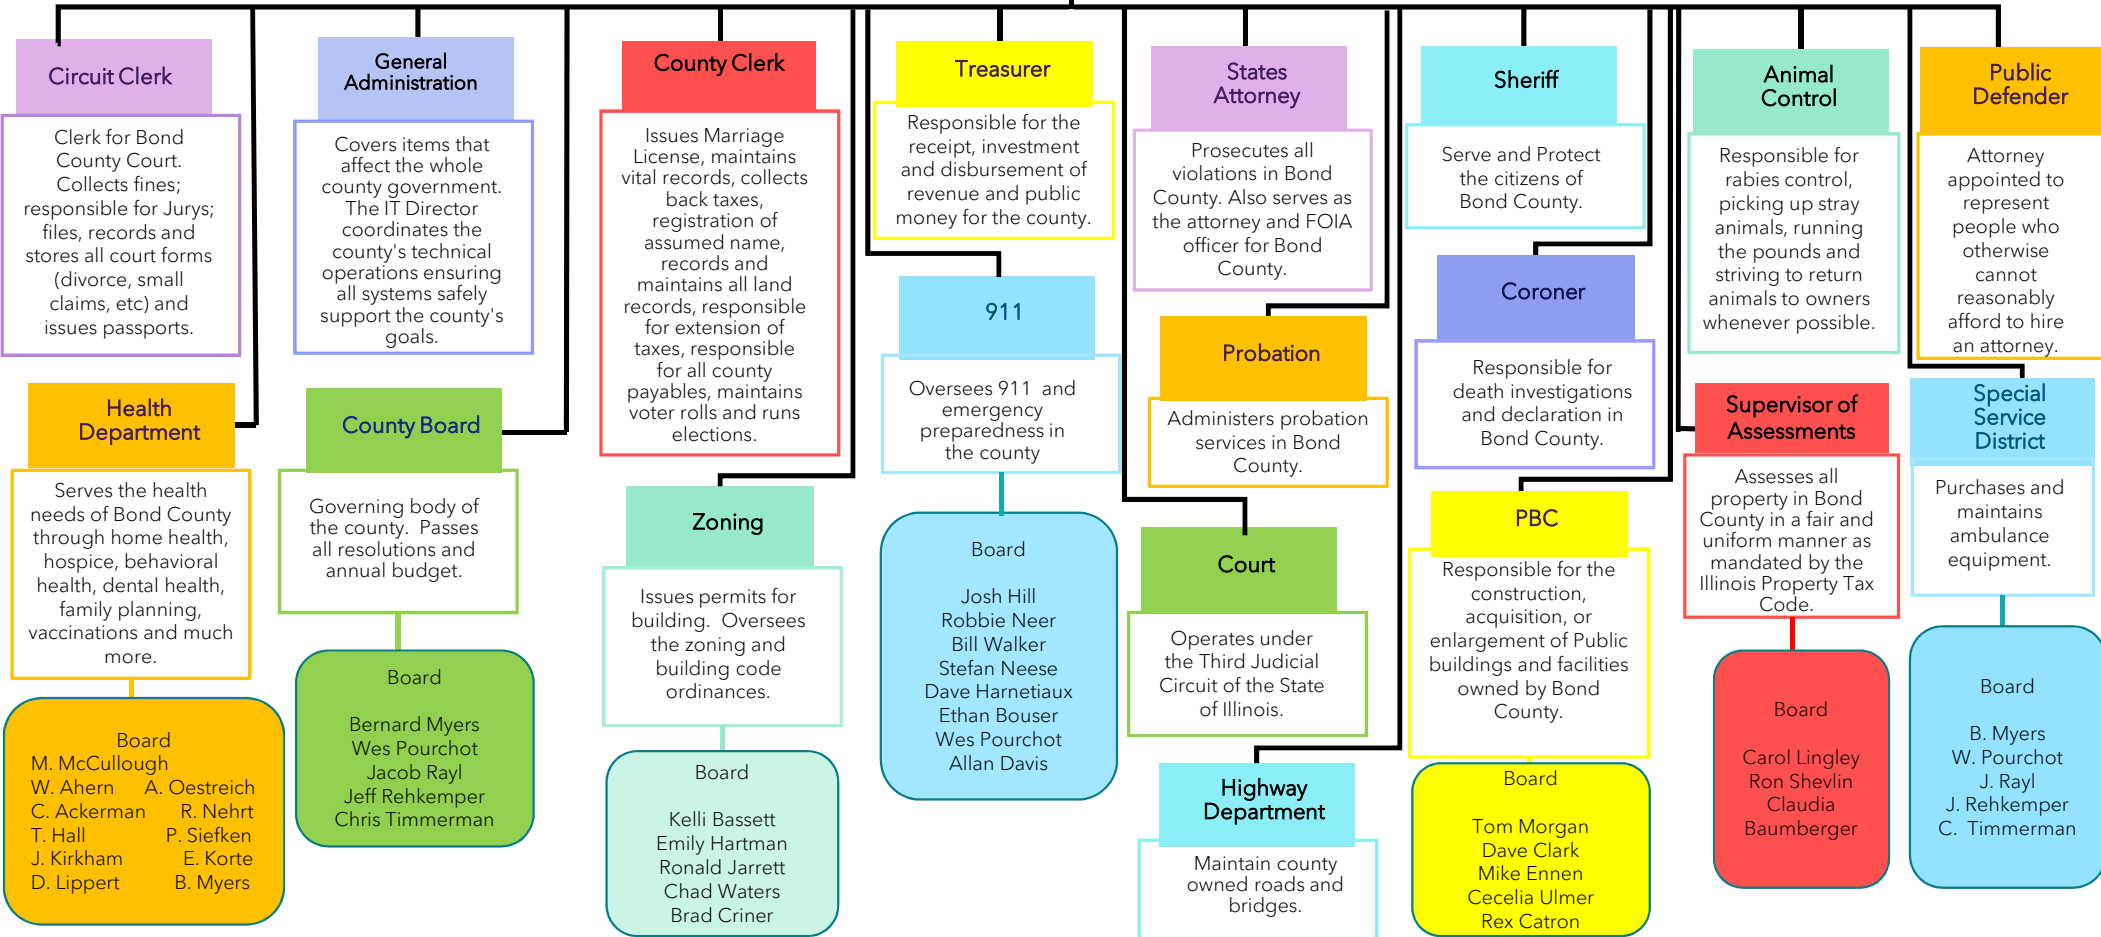 Circuit Clerk
Clerk for Bond
County Court.
Collects fines;
responsible for Jurys;
files, records and
stores all court forms
(divorce, small
claims, etc) and
issues passports.
Health
Department
Serves the health
needs of Bond County
through home health,
hospice, behavioral
health, dental health,
family planning,
vaccinations and much
more.
Board
M. McCullough
W. Ahern A. Oestreich
C. Ackerman R. Nehrt
T. Hall P. Siefken
J. Kirkham E. Korte
D. Lippert B. Myers
General
Administration
Covers items that
affect the whole
county government.
The IT Director
coordinates the
county's technical
operations ensuring
all systems safely
support the county's
goals.
County Board
Governing body of
the county. Passes
all resolutions and
annual budget.
Board
Bernard Myers
Wes Pourchot
Jacob Rayl
Jeff Rehkemper
Chris Timmerman
County Clerk
Issues Marriage
License, maintains
vital records, collects
back taxes,
registration of
assumed name,
records and
maintains all land
records, responsible
for extension of
taxes, responsible
for all county
payables, maintains
voter rolls and runs
elections.
Zoning
Issues permits for
building. Oversees
the zoning and
building code
ordinances.
Board
Kelli Bassett
Emily Hartman
Ronald Jarrett
Chad Waters
Brad Criner
Treasurer
Responsible for the
receipt, investment
and disbursement of
revenue and public
money for the county.
911
Oversees 911 and
emergency
preparedness in
the county
Board
Josh Hill
Robbie Neer
Bill Walker
Stefan Neese
Dave Harnetiaux
Ethan Bouser
Wes Pourchot
Allan Davis
States
Attorney
Prosecutes all
violations in Bond
County. Also serves as
the attorney and FOIA
officer for Bond
County.
Probation
Administers probation
services in Bond
County.
Court
Operates under
the Third Judicial
Circuit of the State
of Illinois.
Highway
Department
Maintain county
owned roads and
bridges.
Sheriff
Serve and Protect
the citizens of
Bond County.
Coroner
Responsible for
death investigations
and declaration in
Bond County.
PBC
Responsible for the
construction,
acquisition, or
enlargement of Public
buildings and facilities
owned by Bond
County.
Board
Tom Morgan
Dave Clark
Mike Ennen
Cecelia Ulmer
Rex Catron
Animal
Control
Responsible for
rabies control,
picking up stray
animals, running
the pounds and
striving to return
animals to owners
whenever possible.
Supervisor of
Assessments
Assesses all
property in Bond
County in a fair and
uniform manner as
mandated by the
Illinois Property Tax
Code.
Board
Carol Lingley
Ron Shevlin
Claudia
Baumberger
Public
Defender
Attorney
appointed to
represent
people who
otherwise
cannot
reasonably
afford to hire
an attorney.
Special
Service
District
Purchases and
maintains
ambulance
equipment.
Board
B. Myers
W. Pourchot
J. Rayl
J. Rehkemper
C. Timmerman